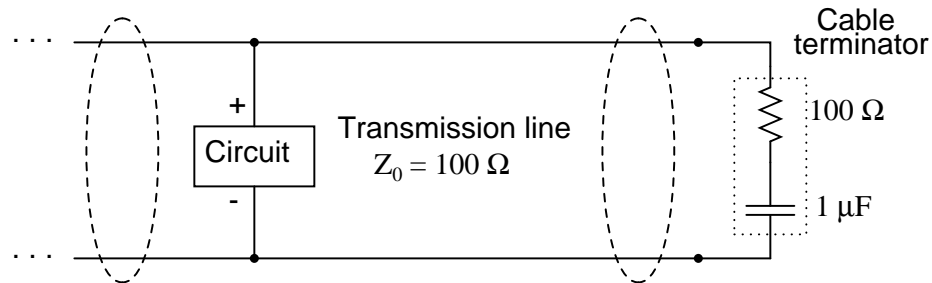 . . .
Cable
terminator
+
Circuit
-
Transmission line
Z₀ = 100 Ω
100 Ω
1 μF
. . .